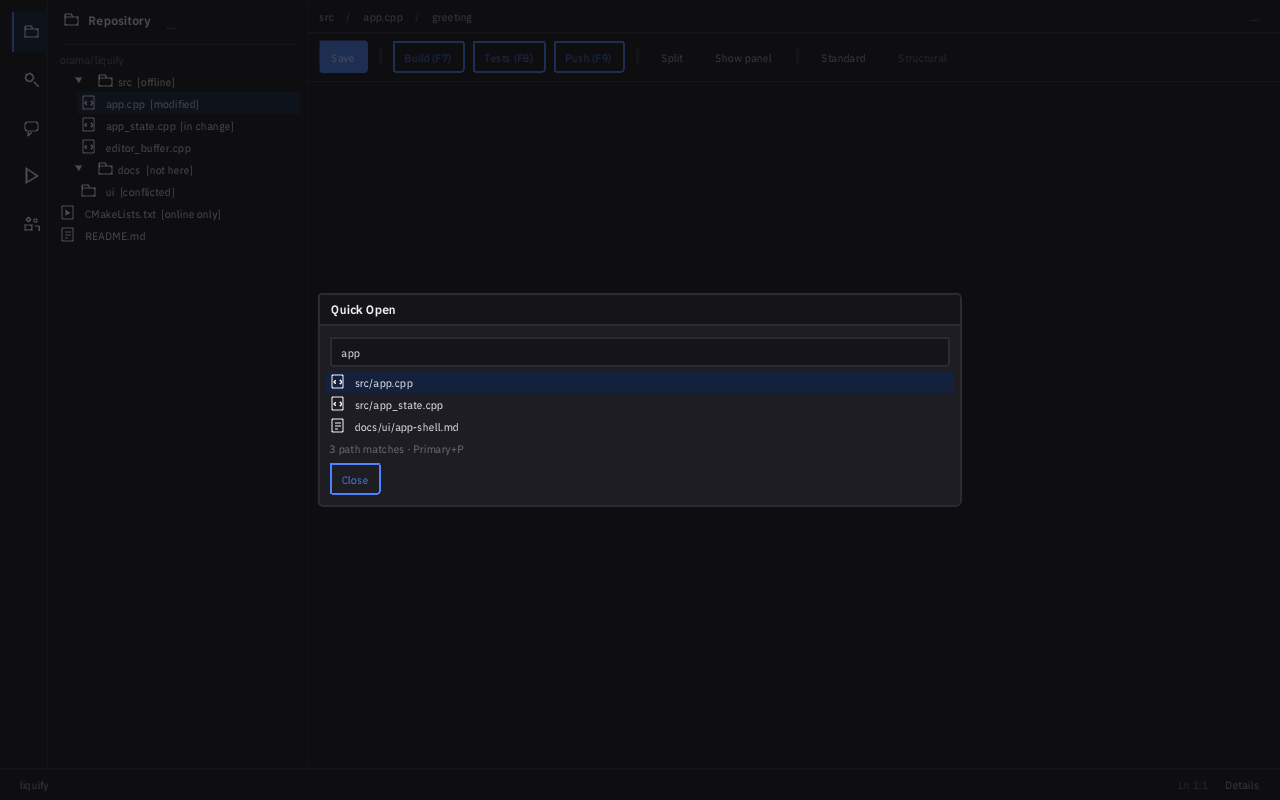 Repository ...
orama/liquify
src [offline]
app.cpp [modified]
app_state.cpp [in change]
editor_buffer.cpp
docs [not here]
ui [conflicted]
CMakeLists.txt [online only]
README.md
src / app.cpp / greeting ...
Save | Build (F7) Tests (F8) Push (F9) | Split Show panel | Standard Structural
Quick Open
app
src/app.cpp
src/app_state.cpp
docs/ui/app-shell.md
3 path matches · Primary+P
Close
liquify Ln 1:1 Details